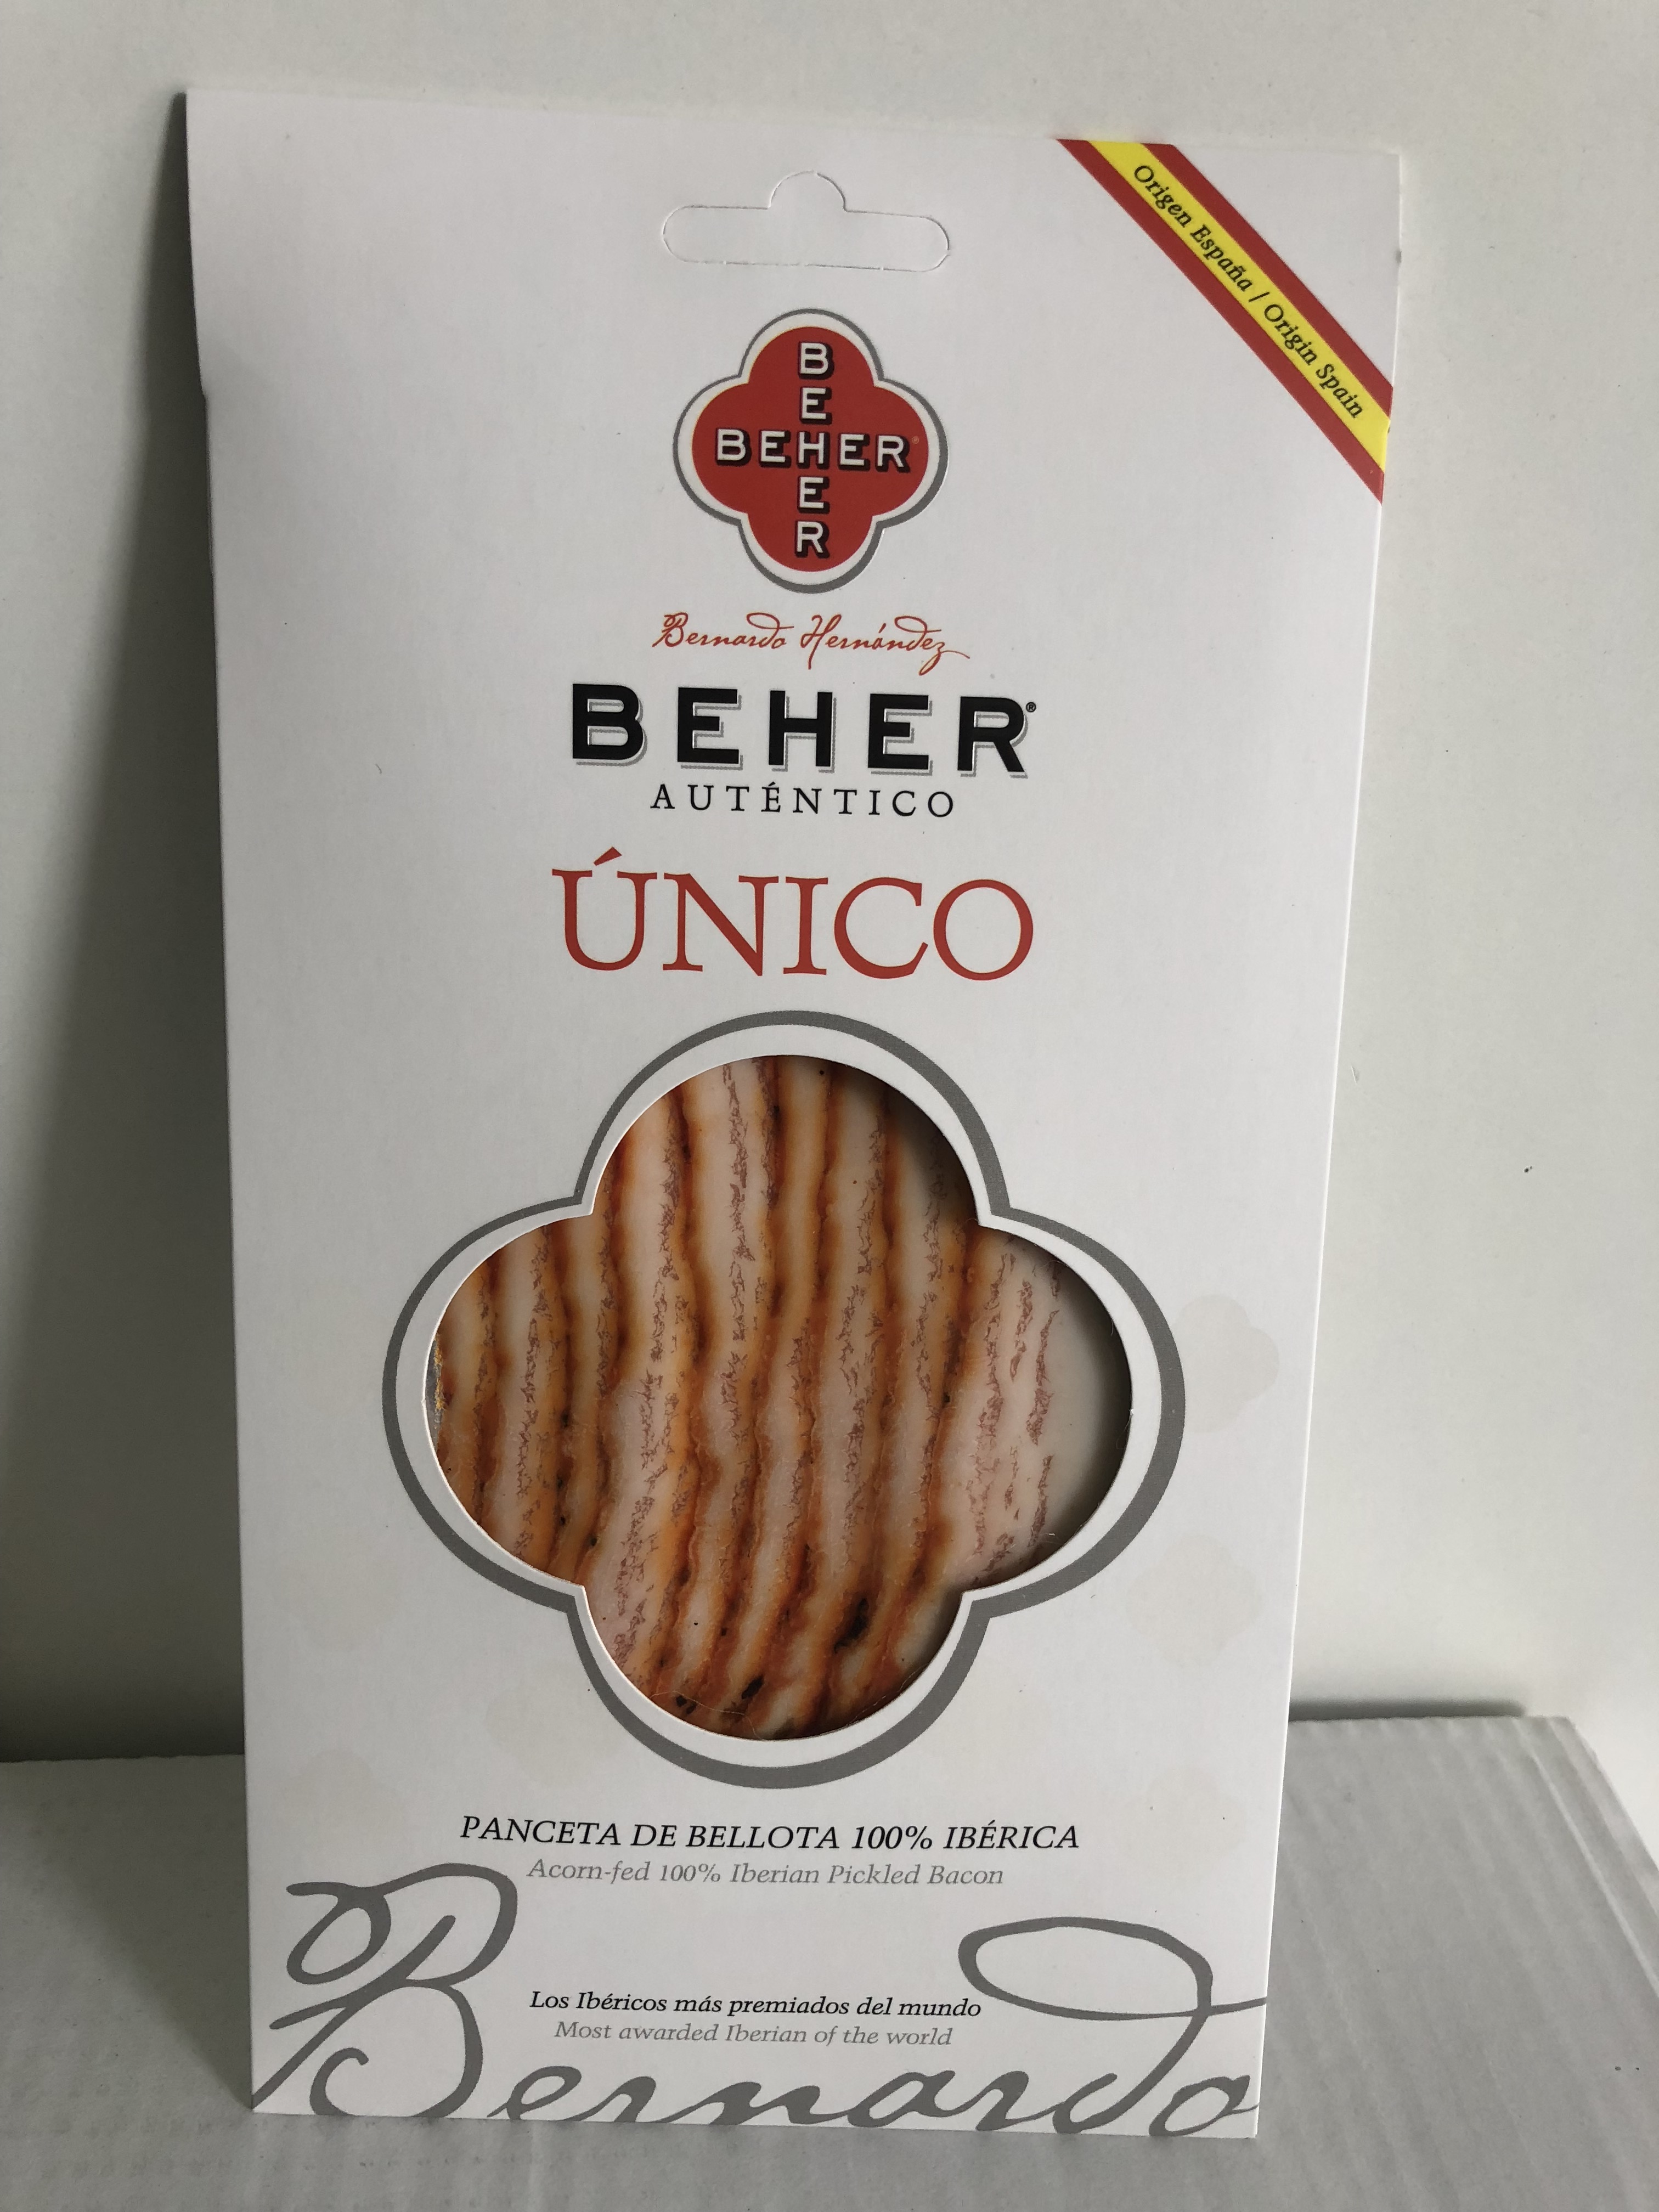 Origen España / Origin Spain
BEHER
BEHER®
Bernardo Hernández
BEHER®
AUTÉNTICO
ÚNICO
PANCETA DE BELLOTA 100% IBÉRICA
Acorn-fed 100% Iberian Pickled Bacon
Los Ibéricos más premiados del mundo
Most awarded Iberian of the world
Bernardo